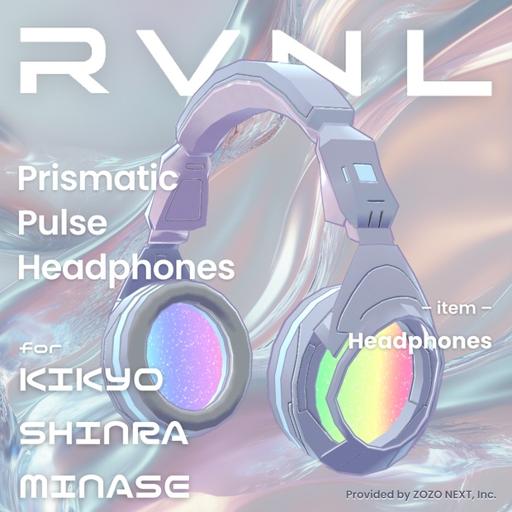 RVNL
Prismatic
Pulse
Headphones
– item –
Headphones
for
KIKYO
SHINRA
MINASE
Provided by ZOZO NEXT, Inc.